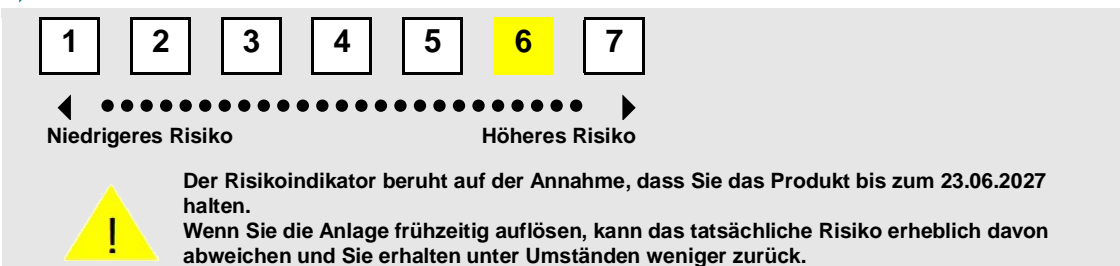 1 2 3 4 5 6 7
Niedrigeres Risiko Höheres Risiko
Der Risikoindikator beruht auf der Annahme, dass Sie das Produkt bis zum 23.06.2027
halten.
!
Wenn Sie die Anlage frühzeitig auflösen, kann das tatsächliche Risiko erheblich davon
abweichen und Sie erhalten unter Umständen weniger zurück.